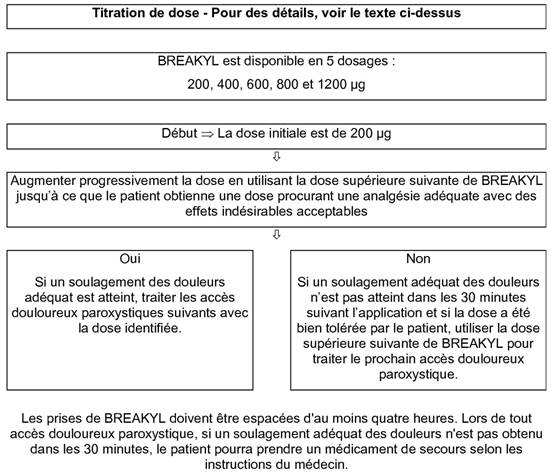 Titration de dose - Pour des détails, voir le texte ci-dessus
BREAKYL est disponible en 5 dosages :
200, 400, 600, 800 et 1200 µg
Début ⇒ La dose initiale est de 200 µg
⇩
Augmenter progressivement la dose en utilisant la dose supérieure suivante de BREAKYL
jusqu'à ce que le patient obtienne une dose procurant une analgésie adéquate avec des
effets indésirables acceptables
⇩ ⇩
Oui
Si un soulagement des douleurs
adéquat est atteint, traiter les accès
douloureux paroxystiques suivants avec
la dose identifiée.
Non
Si un soulagement adéquat des douleurs
n'est pas atteint dans les 30 minutes
suivant l'application et si la dose a été
bien tolérée par le patient, utiliser la dose
supérieure suivante de BREAKYL pour
traiter le prochain accès douloureux
paroxystique.
Les prises de BREAKYL doivent être espacées d'au moins quatre heures. Lors de tout
accès douloureux paroxystique, si un soulagement adéquat des douleurs n'est pas obtenu
dans les 30 minutes, le patient pourra prendre un médicament de secours selon les
instructions du médecin.